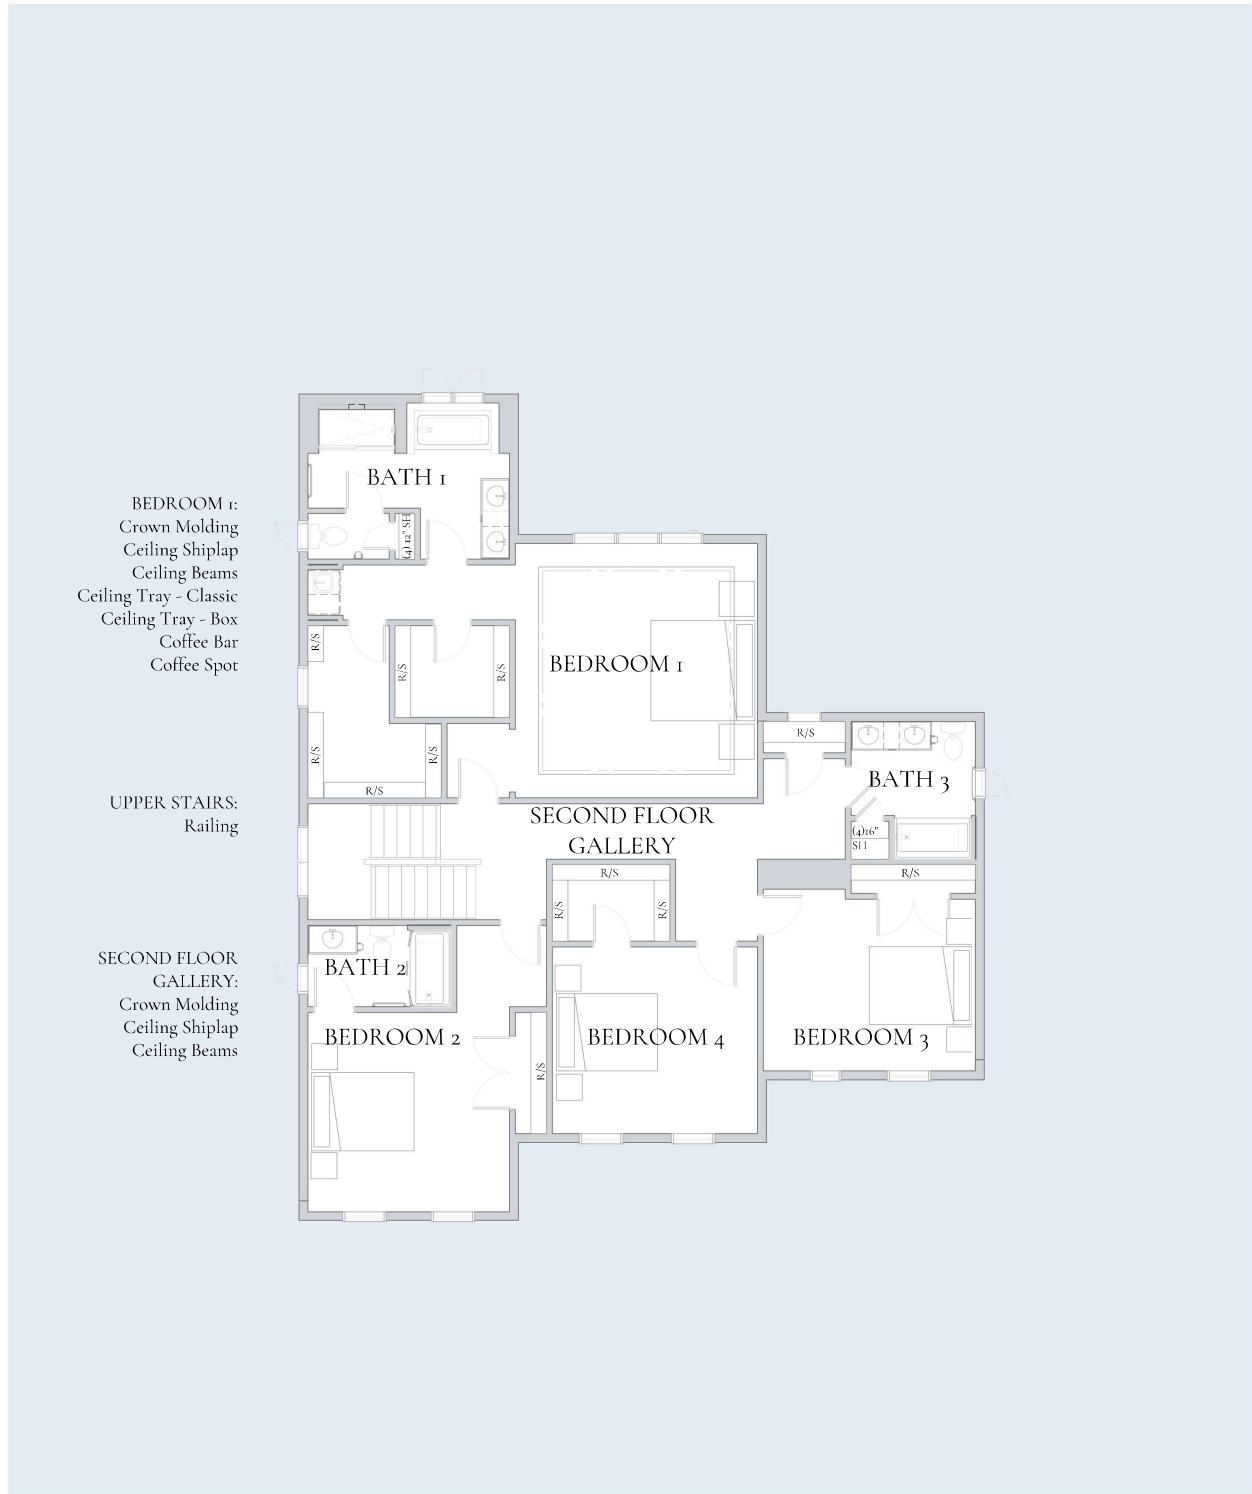 BATH 1
BEDROOM 1:
Crown Molding
Ceiling Shiplap
Ceiling Beams
Ceiling Tray - Classic
Ceiling Tray - Box
Coffee Bar
Coffee Spot
(4) 12" SH
R/S
R/S
R/S
BEDROOM 1
R/S
R/S
R/S
R/S
BATH 3
UPPER STAIRS:
Railing
SECOND FLOOR
GALLERY
(4)16"
SH
R/S
R/S
R/S
R/S
SECOND FLOOR
GALLERY:
Crown Molding
Ceiling Shiplap
Ceiling Beams
BATH 2
BEDROOM 2
BEDROOM 4
BEDROOM 3
R/S